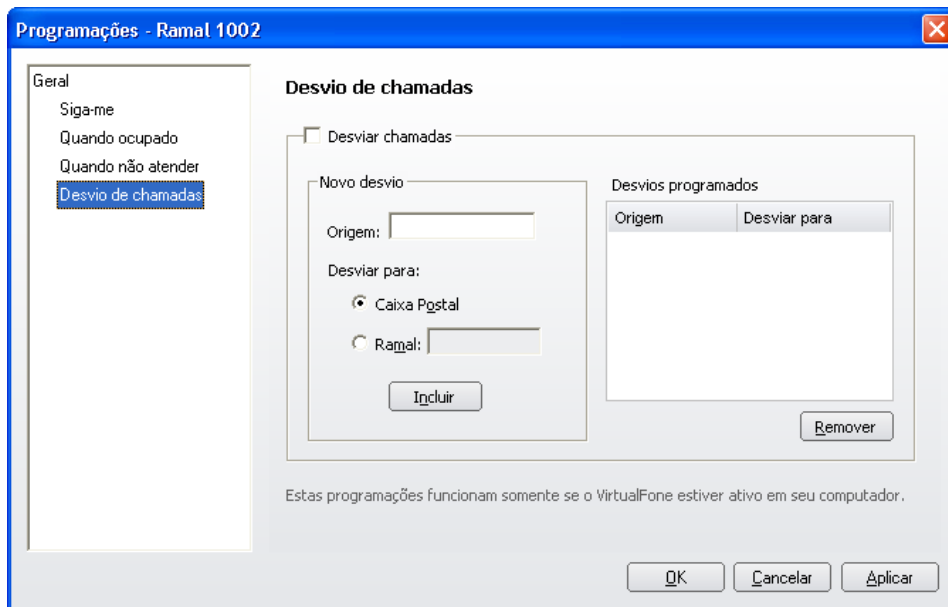 Programações - Ramal 1002
Geral
Siga-me
Quando ocupado
Quando não atender
Desvio de chamadas
Desvio de chamadas
Desviar chamadas
Novo desvio
Origem:
Desviar para:
Caixa Postal
Ramal:
Incluir
Desvios programados
Origem Desviar para
Remover
Estas programações funcionam somente se o VirtualFone estiver ativo em seu computador.
OK Cancelar Aplicar